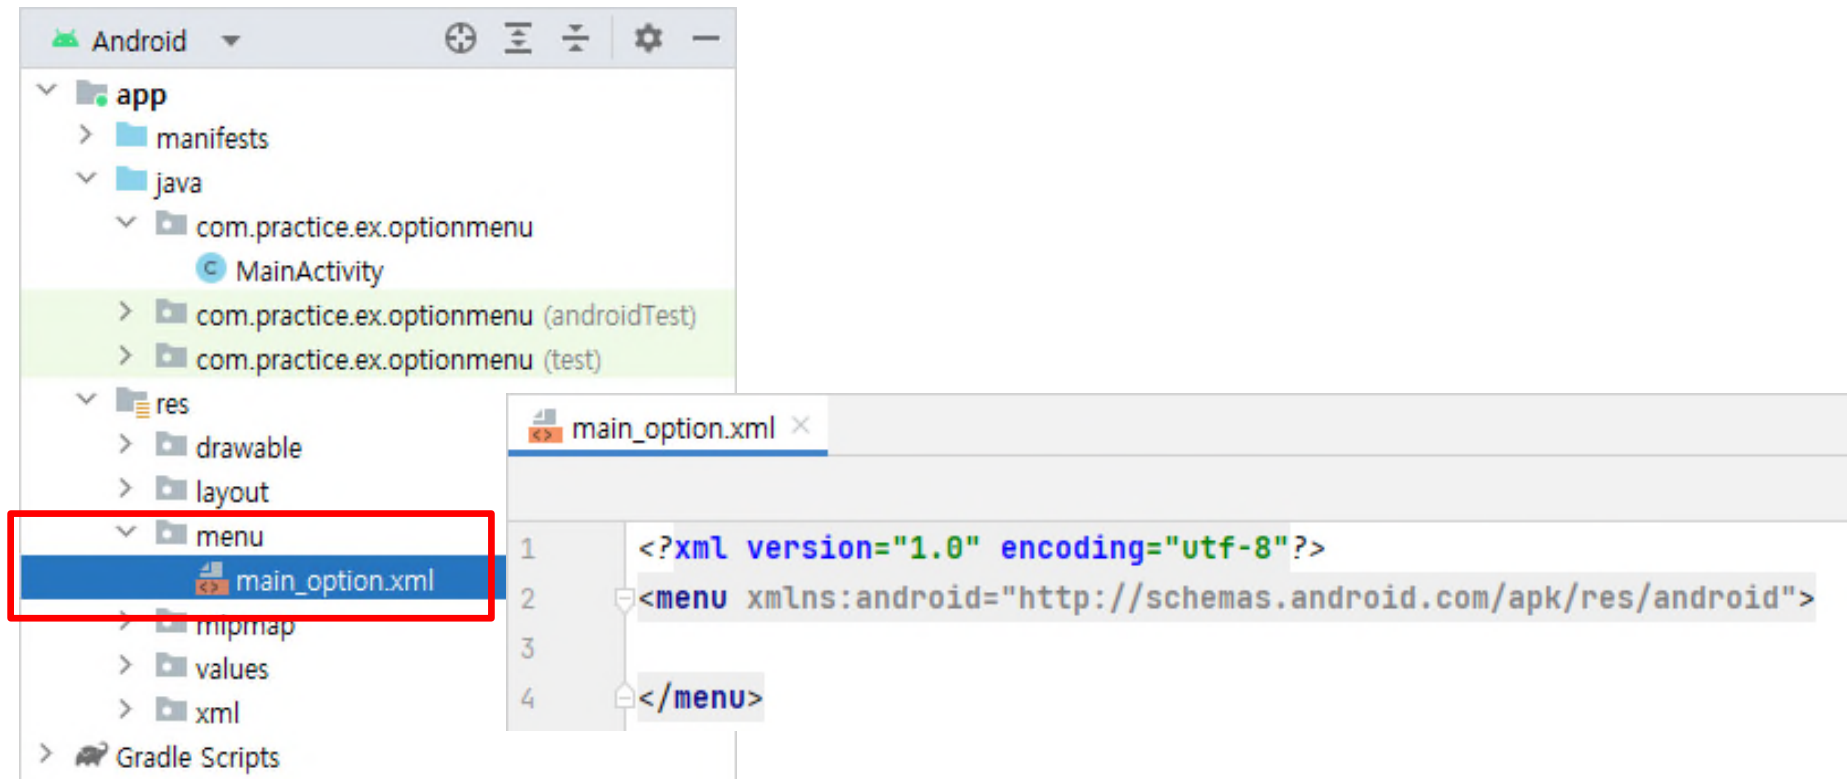 Android
app
manifests
java
com.practice.ex.optionmenu
C MainActivity
com.practice.ex.optionmenu (androidTest)
com.practice.ex.optionmenu (test)
res
drawable
layout
menu
main_option.xml
mipmap
values
xml
Gradle Scripts
main_option.xml
1 <?xml version="1.0" encoding="utf-8"?>
2 <menu xmlns:android="http://schemas.android.com/apk/res/android">
3
4 </menu>